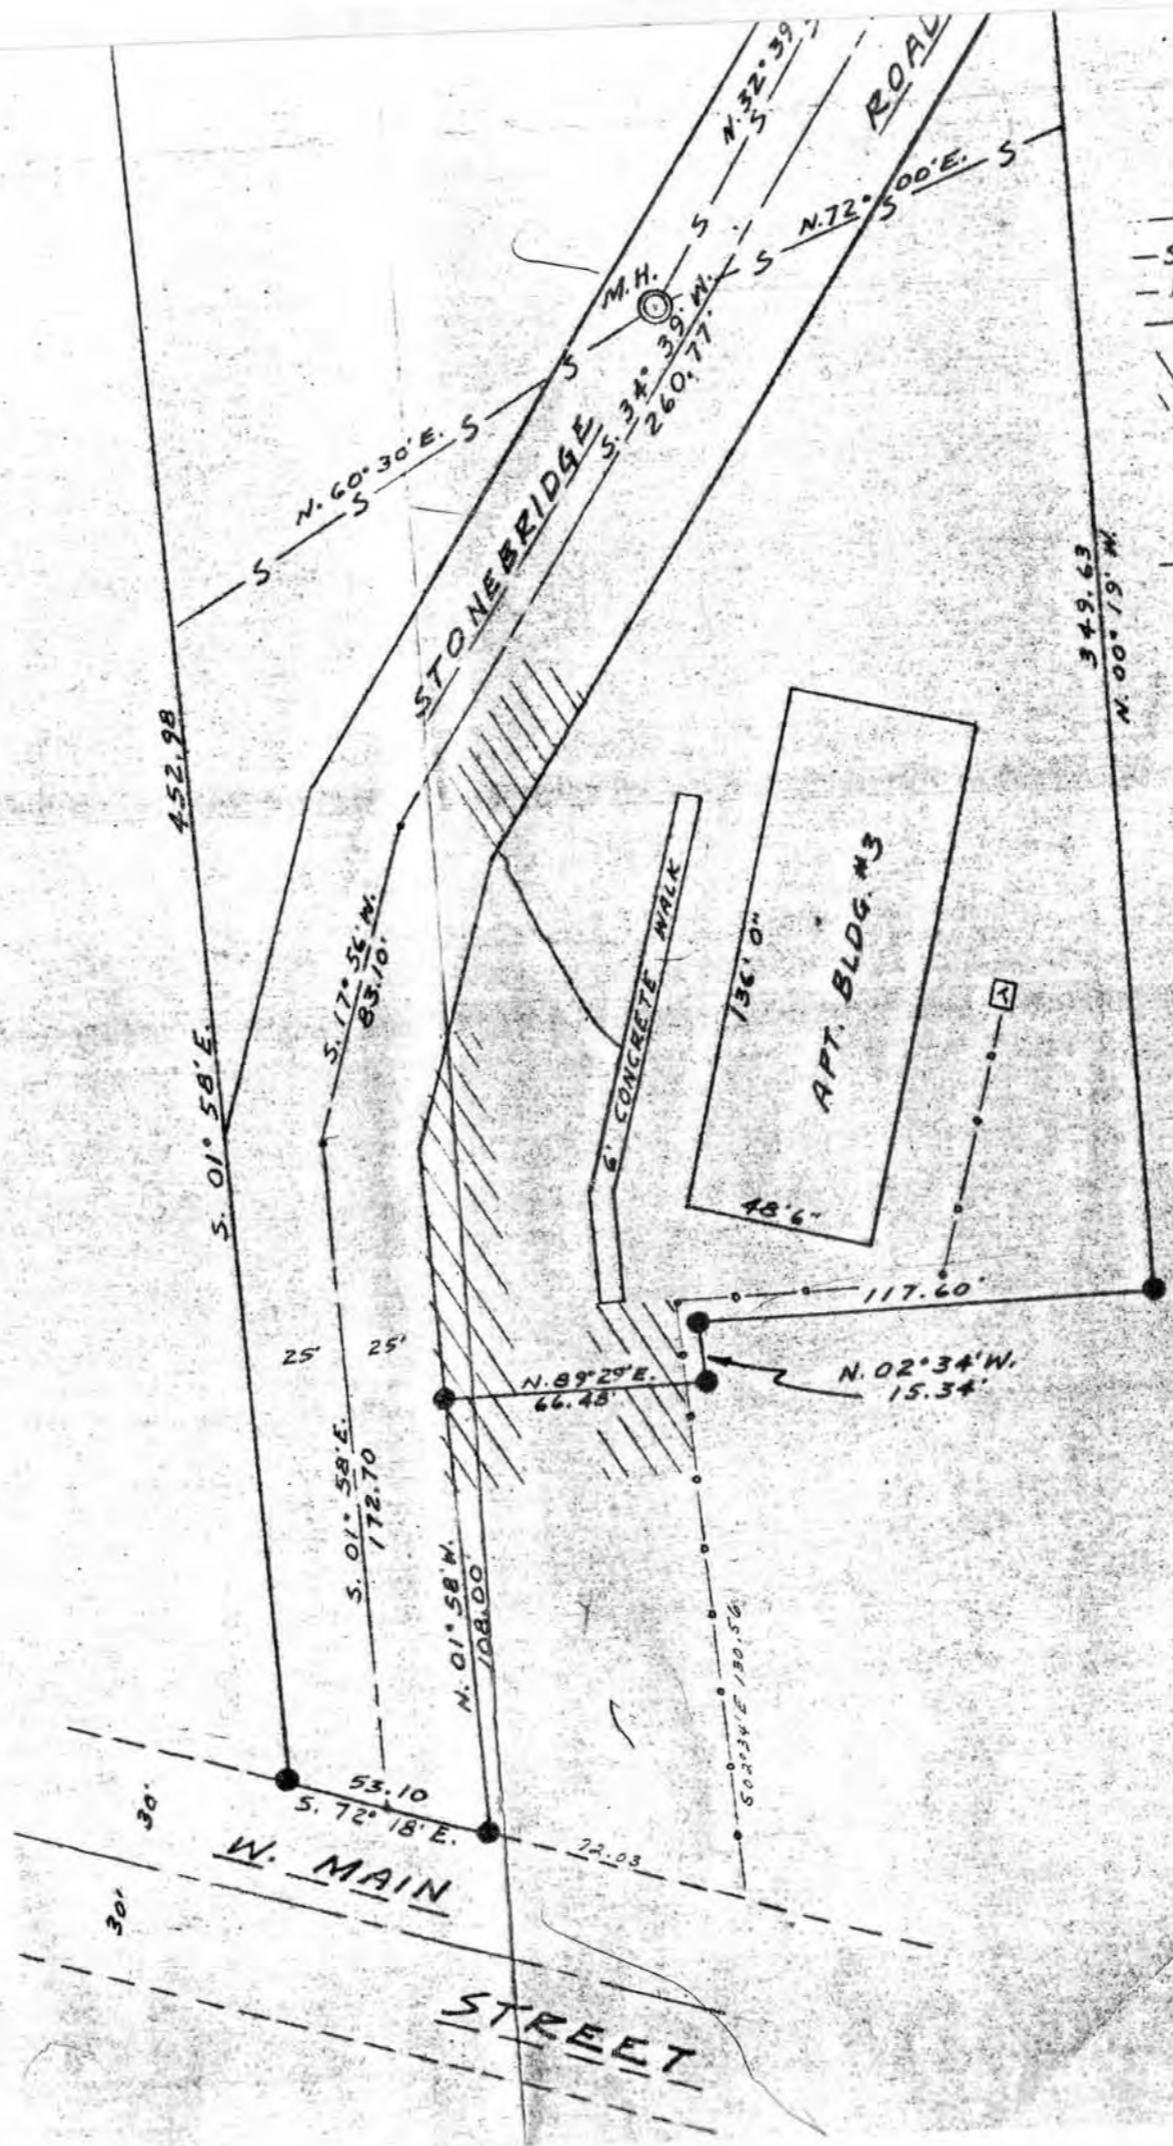 N. 32° 39'
ROAD
N. 72° 00' E.
S
S
S
S
S
S
M.H.
S
S
S
S
N. 60° 30' E.
S. 34° 39' W.
260.77'
STONEBRIDGE
349.63
N. 00° 19' W.
452.98
S. 01° 58' E.
S. 17° 56' W.
83.10'
6' CONCRETE WALK
136' 0"
APT. BLDG. #3
48' 6"
117.60'
25'
25'
N. 89° 29' E.
66.48'
N. 02° 34' W.
15.34'
S. 01° 58' E.
172.70
N. 01° 58' W.
108.00'
S 02° 34' E 130.56
53.10
S. 72° 18' E.
72.03
30'
30'
W. MAIN
STREET